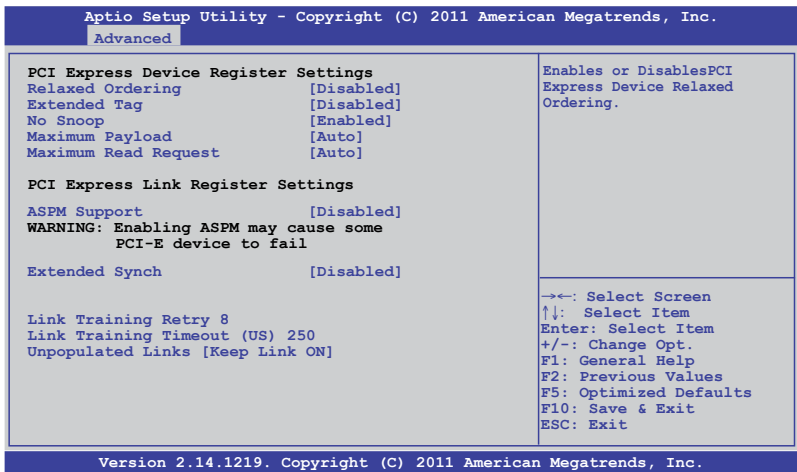 Aptio Setup Utility - Copyright (C) 2011 American Megatrends, Inc.
Advanced
PCI Express Device Register Settings
Relaxed Ordering [Disabled]
Extended Tag [Disabled]
No Snoop [Enabled]
Maximum Payload [Auto]
Maximum Read Request [Auto]
PCI Express Link Register Settings
ASPM Support [Disabled]
WARNING: Enabling ASPM may cause some
PCI-E device to fail
Extended Synch [Disabled]
Link Training Retry 8
Link Training Timeout (US) 250
Unpopulated Links [Keep Link ON]
Enables or DisablesPCI
Express Device Relaxed
Ordering.
→←: Select Screen
↑↓: Select Item
Enter: Select Item
+/-: Change Opt.
F1: General Help
F2: Previous Values
F5: Optimized Defaults
F10: Save & Exit
ESC: Exit
Version 2.14.1219. Copyright (C) 2011 American Megatrends, Inc.